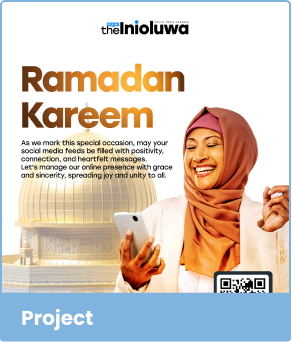 theInioluwa
Ramadan
Kareem
As we mark this special occasion, may your
social media feeds be filled with positivity,
connection, and heartfelt messages.
Let's manage our online presence with grace
and sincerity, spreading joy and unity to all.
Project